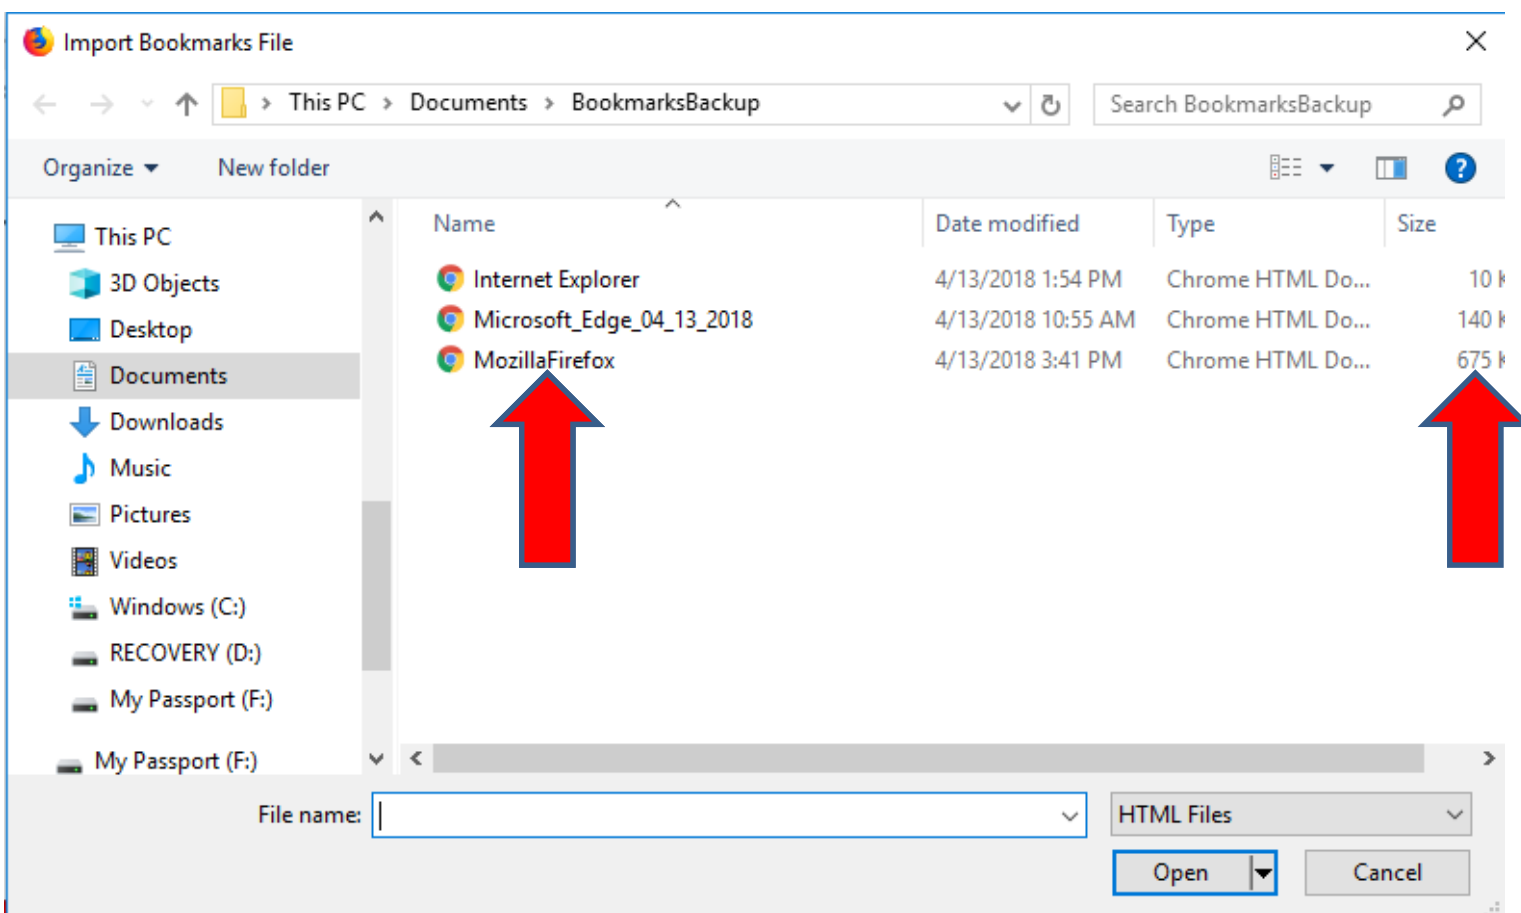 Import Bookmarks File
This PC > Documents > BookmarksBackup
Search BookmarksBackup
Organize New folder
Name Date modified Type Size
Internet Explorer 4/13/2018 1:54 PM Chrome HTML Do... 10 K
Microsoft_Edge_04_13_2018 4/13/2018 10:55 AM Chrome HTML Do... 140 K
MozillaFirefox 4/13/2018 3:41 PM Chrome HTML Do... 675 K
This PC
3D Objects
Desktop
Documents
Downloads
Music
Pictures
Videos
Windows (C:)
RECOVERY (D:)
My Passport (F:)
My Passport (F:)
File name: HTML Files
Open Cancel